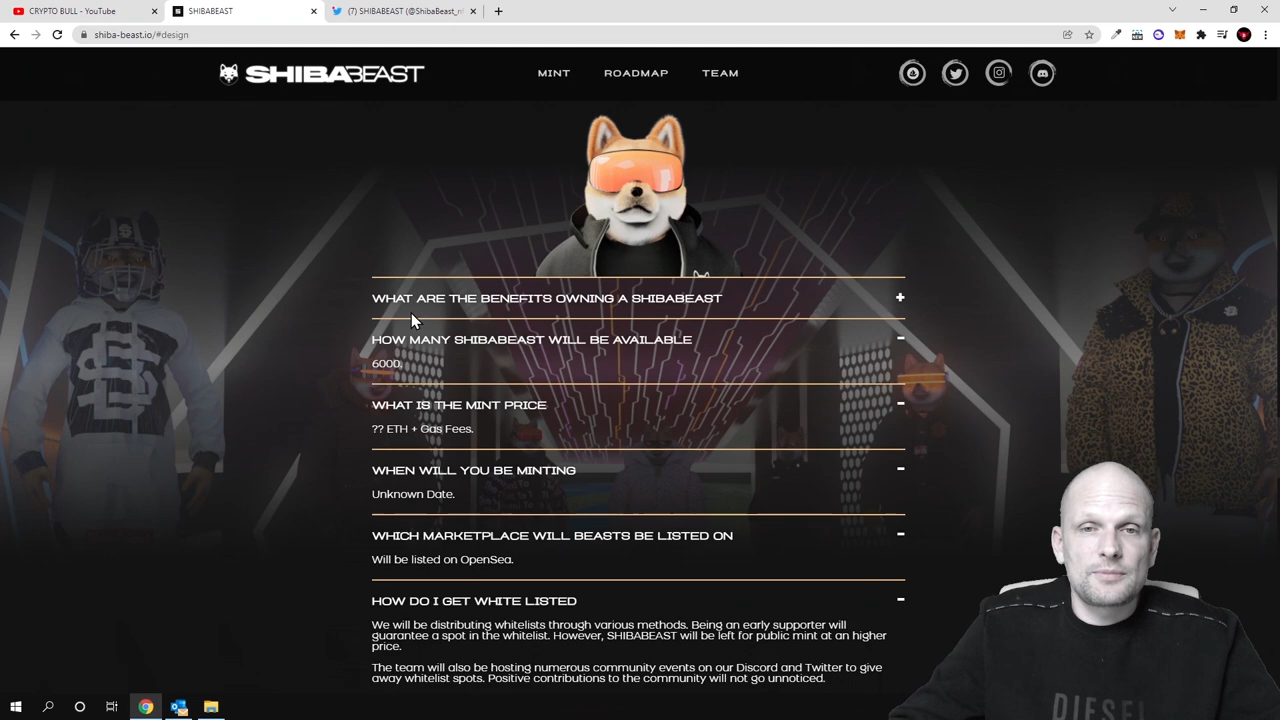 CRYPTO BULL - YouTube
SHIBABEAST
(7) SHIBABEAST (@ShibaBeast_nf
shiba-beast.io/#design
SHIBABEAST
MINT
ROADMAP
TEAM
WHAT ARE THE BENEFITS OWNING A SHIBABEAST
HOW MANY SHIBABEAST WILL BE AVAILABLE
6000.
WHAT IS THE MINT PRICE
?? ETH + Gas Fees.
WHEN WILL YOU BE MINTING
Unknown Date.
WHICH MARKETPLACE WILL BEASTS BE LISTED ON
Will be listed on OpenSea.
HOW DO I GET WHITE LISTED
We will be distributing whitelists through various methods. Being an early supporter will
guarantee a spot in the whitelist. However, SHIBABEAST will be left for public mint at an higher
price.
The team will also be hosting numerous community events on our Discord and Twitter to give
away whitelist spots. Positive contributions to the community will not go unnoticed.
DIESEL